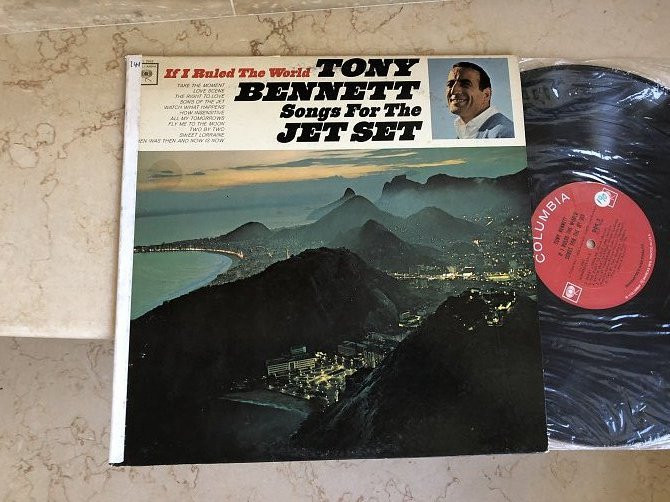 If I Ruled The World
TAKE THE MOMENT
LOVE SCENE
THE RIGHT TO LOVE
SONG OF THE JET
WATCH WHAT HAPPENS
HOW INSENSITIVE
ALL MY TOMORROWS
FLY ME TO THE MOON
TWO BY TWO
SWEET LORRAINE
HEN WAS THEN AND NOW IS NOW
TONY
BENNETT
Songs For The
JET SET
COLUMBIA